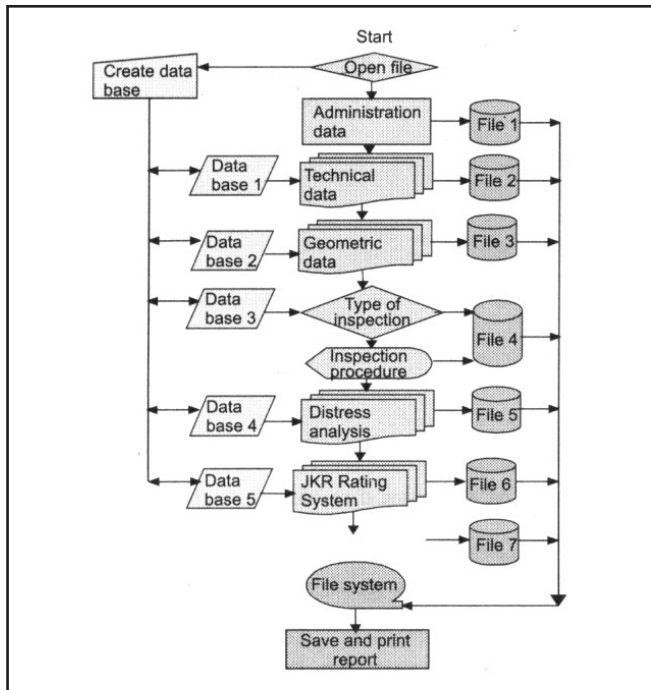 Start
Open file
Create data
base
Administration
data
File 1
Data
base 1
Technical
data
File 2
Data
base 2
Geometric
data
File 3
Data
base 3
Type of
inspection
File 4
Inspection
procedure
Data
base 4
Distress
analysis
File 5
Data
base 5
JKR Rating
System
File 6
File 7
File system
Save and print
report